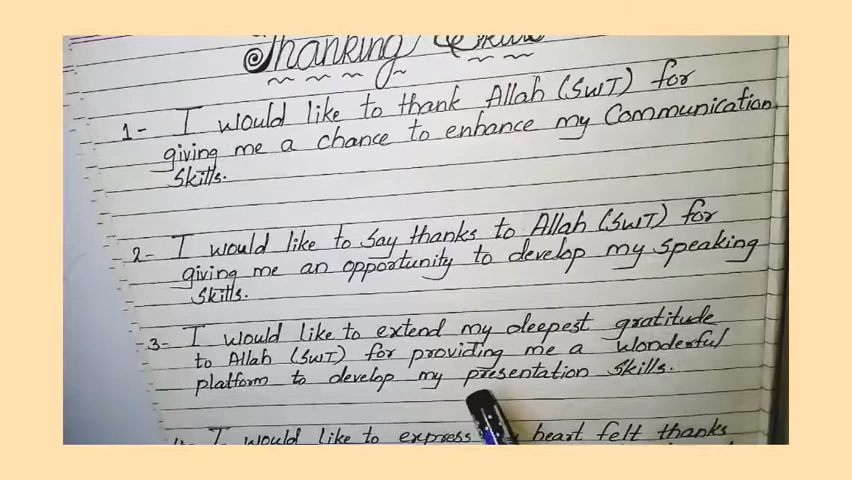 Thanking Skills
1- I would like to thank Allah (SWT) for
giving me a chance to enhance my Communication
Skills.
2- I would like to say thanks to Allah (SWT) for
giving me an opportunity to develop my speaking
skills.
-3- I would like to extend my deepest gratitude
to Allah (SWT) for providing me a wonderful
platform to develop my presentation skills.
I would like to express heart felt thanks